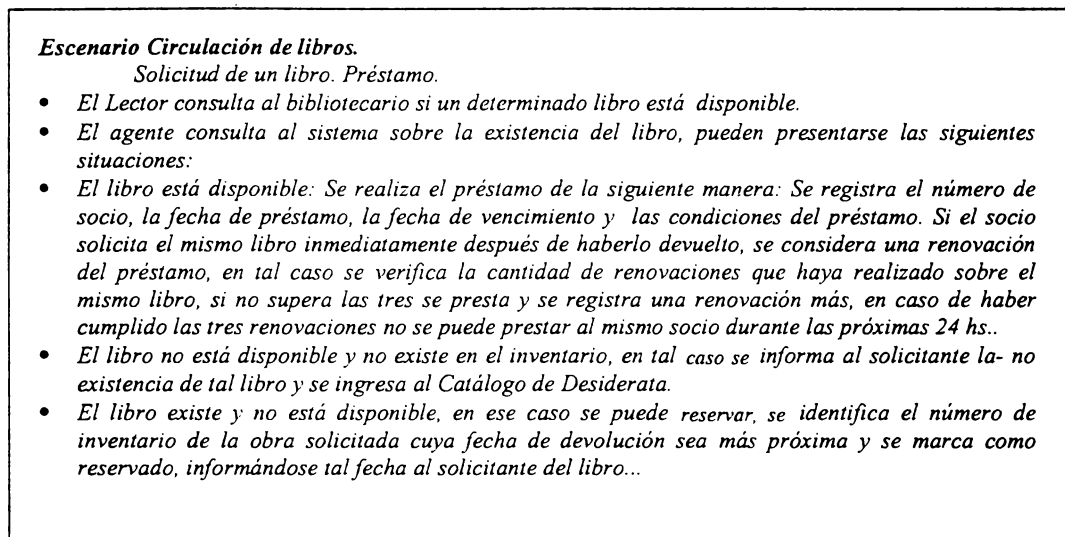 Escenario Circulación de libros.
Solicitud de un libro. Préstamo.
• El Lector consulta al bibliotecario si un determinado libro está disponible.
• El agente consulta al sistema sobre la existencia del libro, pueden presentarse las siguientes
situaciones:
• El libro está disponible: Se realiza el préstamo de la siguiente manera: Se registra el número de
socio, la fecha de préstamo, la fecha de vencimiento y las condiciones del préstamo. Si el socio
solicita el mismo libro inmediatamente después de haberlo devuelto, se considera una renovación
del préstamo, en tal caso se verifica la cantidad de renovaciones que haya realizado sobre el
mismo libro, si no supera las tres se presta y se registra una renovación más, en caso de haber
cumplido las tres renovaciones no se puede prestar al mismo socio durante las próximas 24 hs..
• El libro no está disponible y no existe en el inventario, en tal caso se informa al solicitante la- no
existencia de tal libro y se ingresa al Catálogo de Desiderata.
• El libro existe y no está disponible, en ese caso se puede reservar, se identifica el número de
inventario de la obra solicitada cuya fecha de devolución sea más próxima y se marca como
reservado, informándose tal fecha al solicitante del libro...